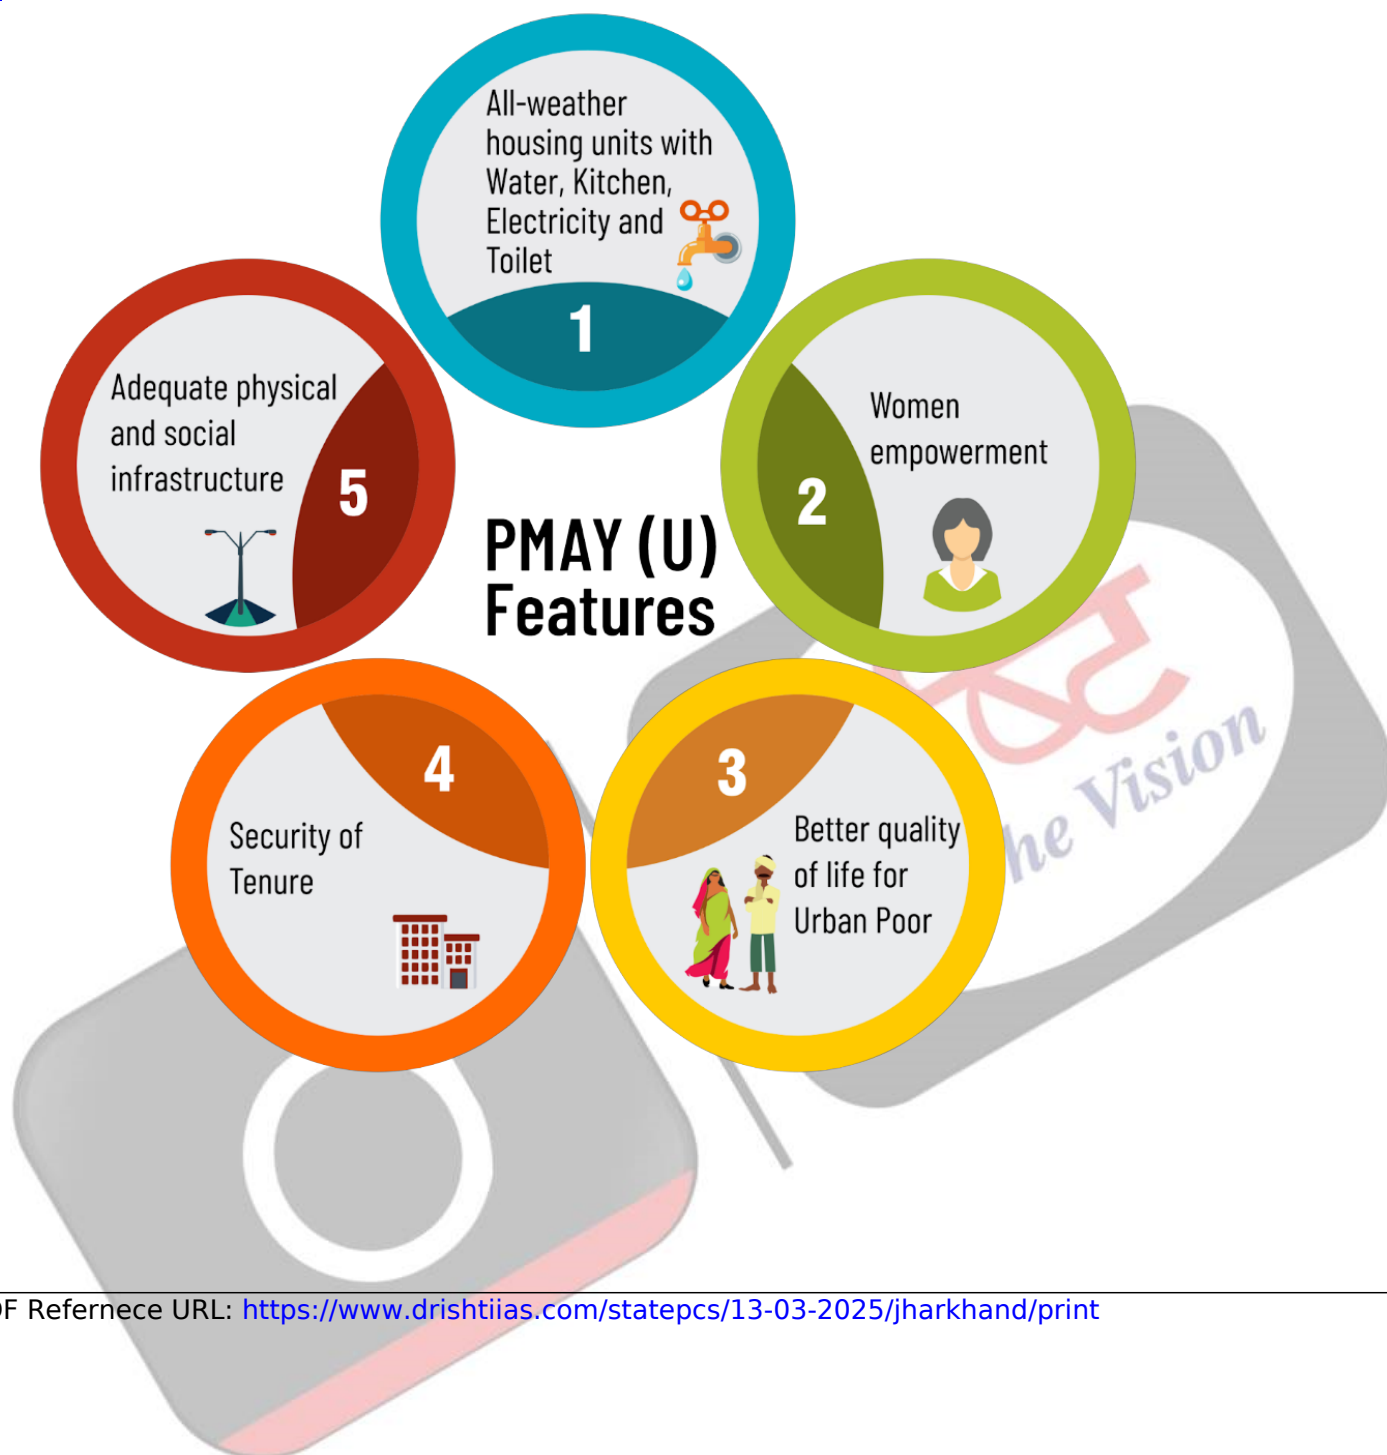 All-weather
housing units with
Water, Kitchen,
Electricity and
Toilet
1
Women
empowerment
2
3
Better quality
of life for
Urban Poor
4
Security of
Tenure
Adequate physical
and social
infrastructure
5
PMAY (U)
Features
he Vision
F Refernece URL: https://www.drishtiias.com/statepcs/13-03-2025/jharkhand/print